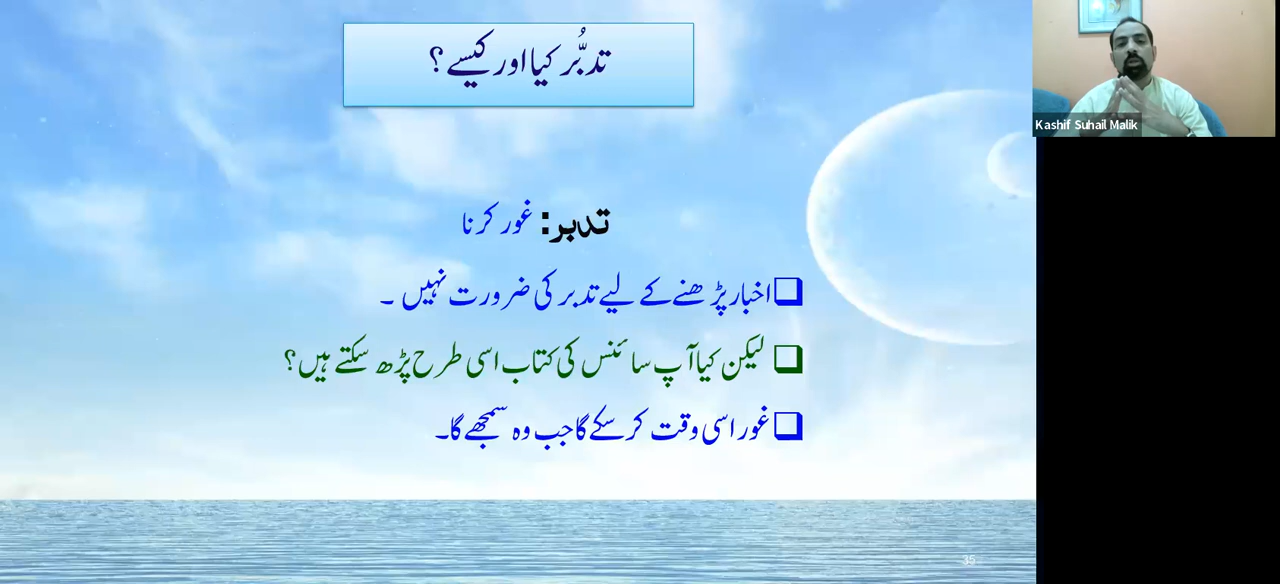 تدبُّر کیا اور کیسے؟
Kashif Suhail Malik
تدبر: غور کرنا
اخبار پڑھنے کے لیے تدبر کی ضرورت نہیں ۔
لیکن کیا آپ سائنس کی کتاب اسی طرح پڑھ سکتے ہیں؟
غور اسی وقت کر سکے گا جب وہ سمجھے گا۔
35